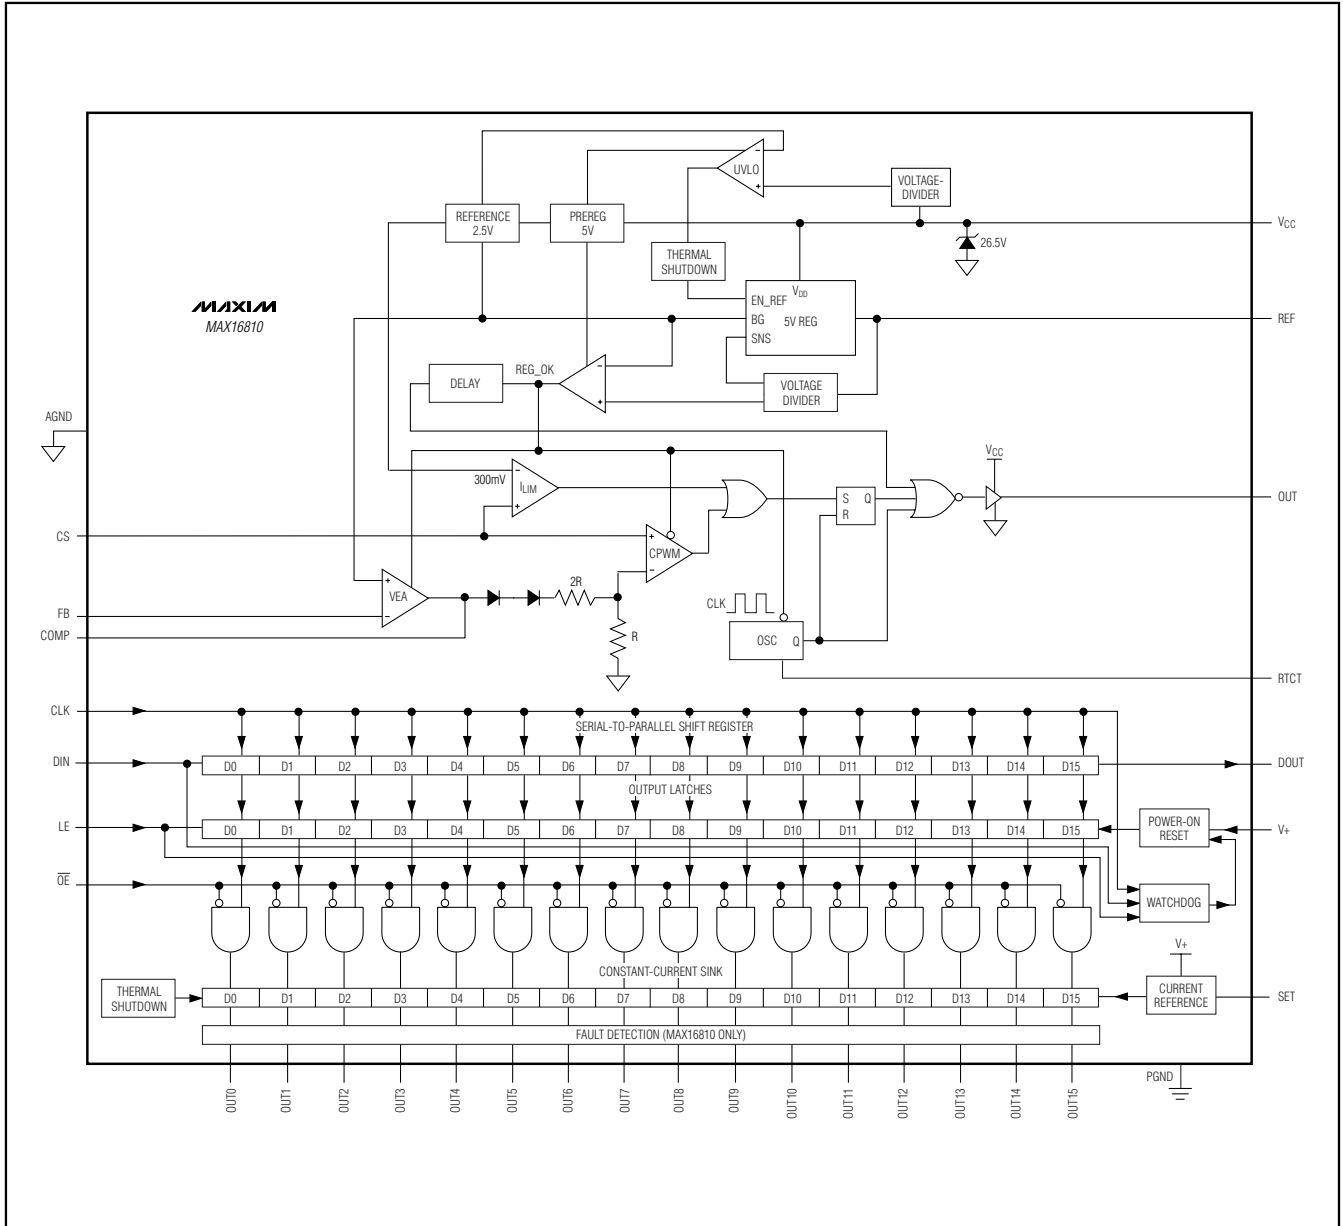 UVLO
−
+
VOLTAGE-
DIVIDER
REFERENCE
2.5V
PREREG
5V
VCC
26.5V
THERMAL
SHUTDOWN
MAXIM
MAX16810
VDD
EN_REF
BG
5V REG
SNS
REF
REG_OK
DELAY
−
+
VOLTAGE
DIVIDER
AGND
VCC
300mV
−
ILIM
+
S Q
R
OUT
CS
+
CPWM
−
+
VEA
−
2R
FB
COMP
CLK
R
OSC Q
RTCT
CLK
SERIAL-TO-PARALLEL SHIFT REGISTER
DIN
D0 D1 D2 D3 D4 D5 D6 D7 D8 D9 D10 D11 D12 D13 D14 D15
DOUT
OUTPUT LATCHES
LE
D0 D1 D2 D3 D4 D5 D6 D7 D8 D9 D10 D11 D12 D13 D14 D15
POWER-ON
RESET
V+
OE
WATCHDOG
V+
CONSTANT-CURRENT SINK
THERMAL
SHUTDOWN
D0 D1 D2 D3 D4 D5 D6 D7 D8 D9 D10 D11 D12 D13 D14 D15
CURRENT
REFERENCE
SET
FAULT DETECTION (MAX16810 ONLY)
PGND
OUT0 OUT1 OUT2 OUT3 OUT4 OUT5 OUT6 OUT7 OUT8 OUT9 OUT10 OUT11 OUT12 OUT13 OUT14 OUT15